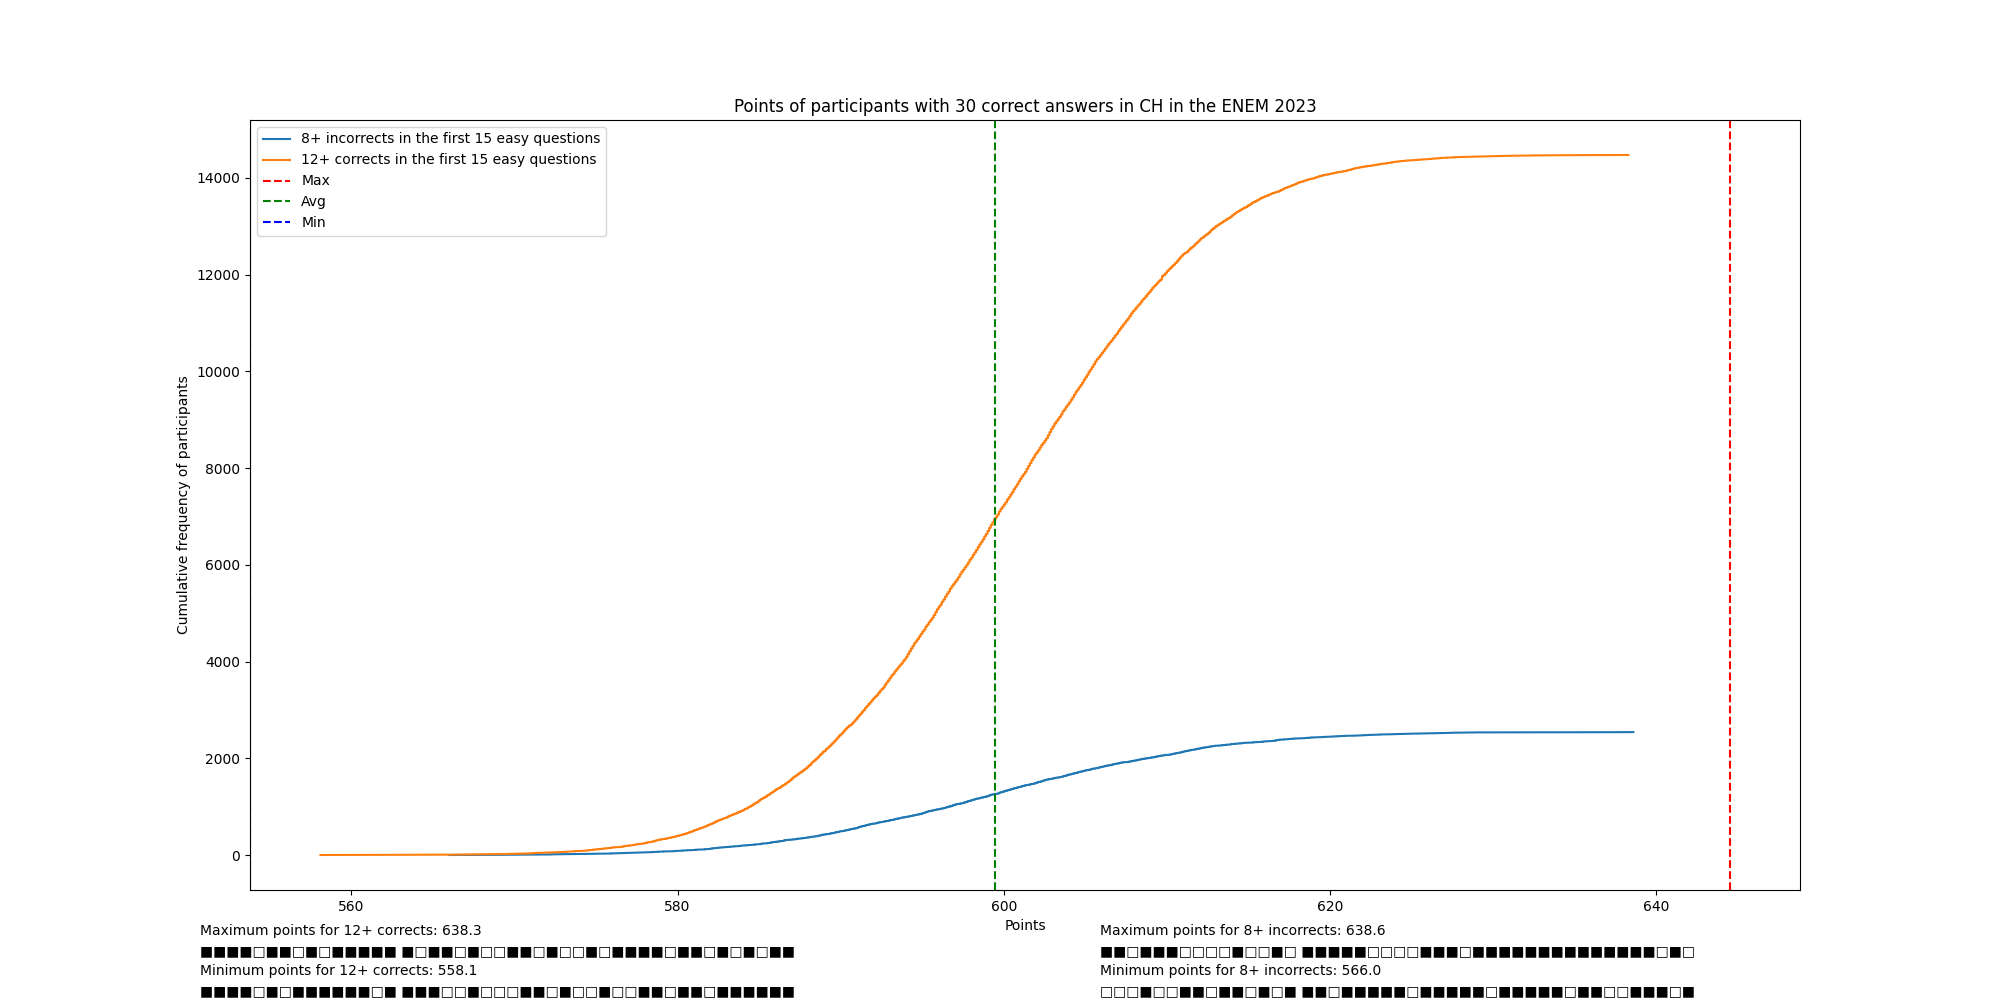 Points of participants with 30 correct answers in CH in the ENEM 2023
8+ incorrects in the first 15 easy questions
12+ corrects in the first 15 easy questions
Max
Avg
Min
Cumulative frequency of participants
14000
12000
10000
8000
6000
4000
2000
0
560
580
600
620
640
Points
Maximum points for 12+ corrects: 638.3
■■■■□■■□■□■■■■■ ■□■■□■□□■■□■□□■□■■■■□■■□■□■□■■
Minimum points for 12+ corrects: 558.1
■■■■□■□■■■■■■□■ ■■■□□■□□□■■□■□□■□□■■□■■□■■■■■■
Maximum points for 8+ incorrects: 638.6
■■□■■■□□□□■□□■□ ■■■■■□□□□■■■□■■■■■■■■■■■■■■□■□
Minimum points for 8+ incorrects: 566.0
□□□■□□■■□■■□■□■ ■■□■■■■■□■■■■■□■■■■■□■■□□■■■□■